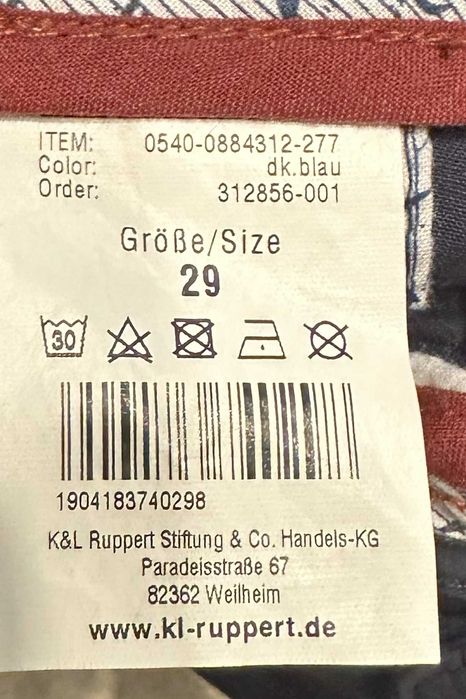 ITEM: 0540-0884312-277
Color: dk.blau
Order: 312856-001
Größe/Size
29
30
1904183740298
K&L Ruppert Stiftung & Co. Handels-KG
Paradeisstraße 67
82362 Weilheim
www.kl-ruppert.de